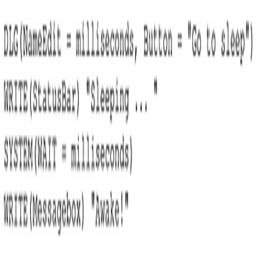 DLG(NameEdit = milliseconds, Button = "Go to sleep")
WRITE(StatusBar) "Sleeping ... "
SYSTEM(WAIT = milliseconds)
WRITE(Messagebox) "Awake!"